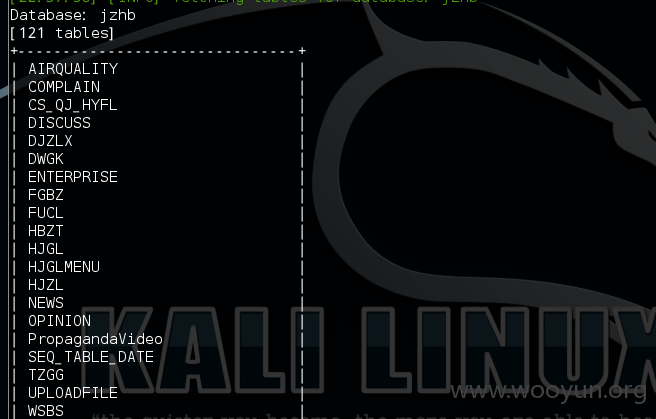 [INFO] fetching tables for database: jzhb
Database: jzhb
[121 tables]
+------------------------------+
| AIRQUALITY |
| COMPLAIN |
| CS_QJ_HYFL |
| DISCUSS |
| DJZLX |
| DWGK |
| ENTERPRISE |
| FGBZ |
| FUCL |
| HBZT |
| HJGL |
| HJGLMENU |
| HJZL |
| NEWS |
| OPINION |
| PropagandaVideo |
| SEQ_TABLE_DATE |
| TZGG |
| UPLOADFILE |
| WSBS |
KALI LINUX
www.wooyun.org
"the quieter you become, the more you are able to hear